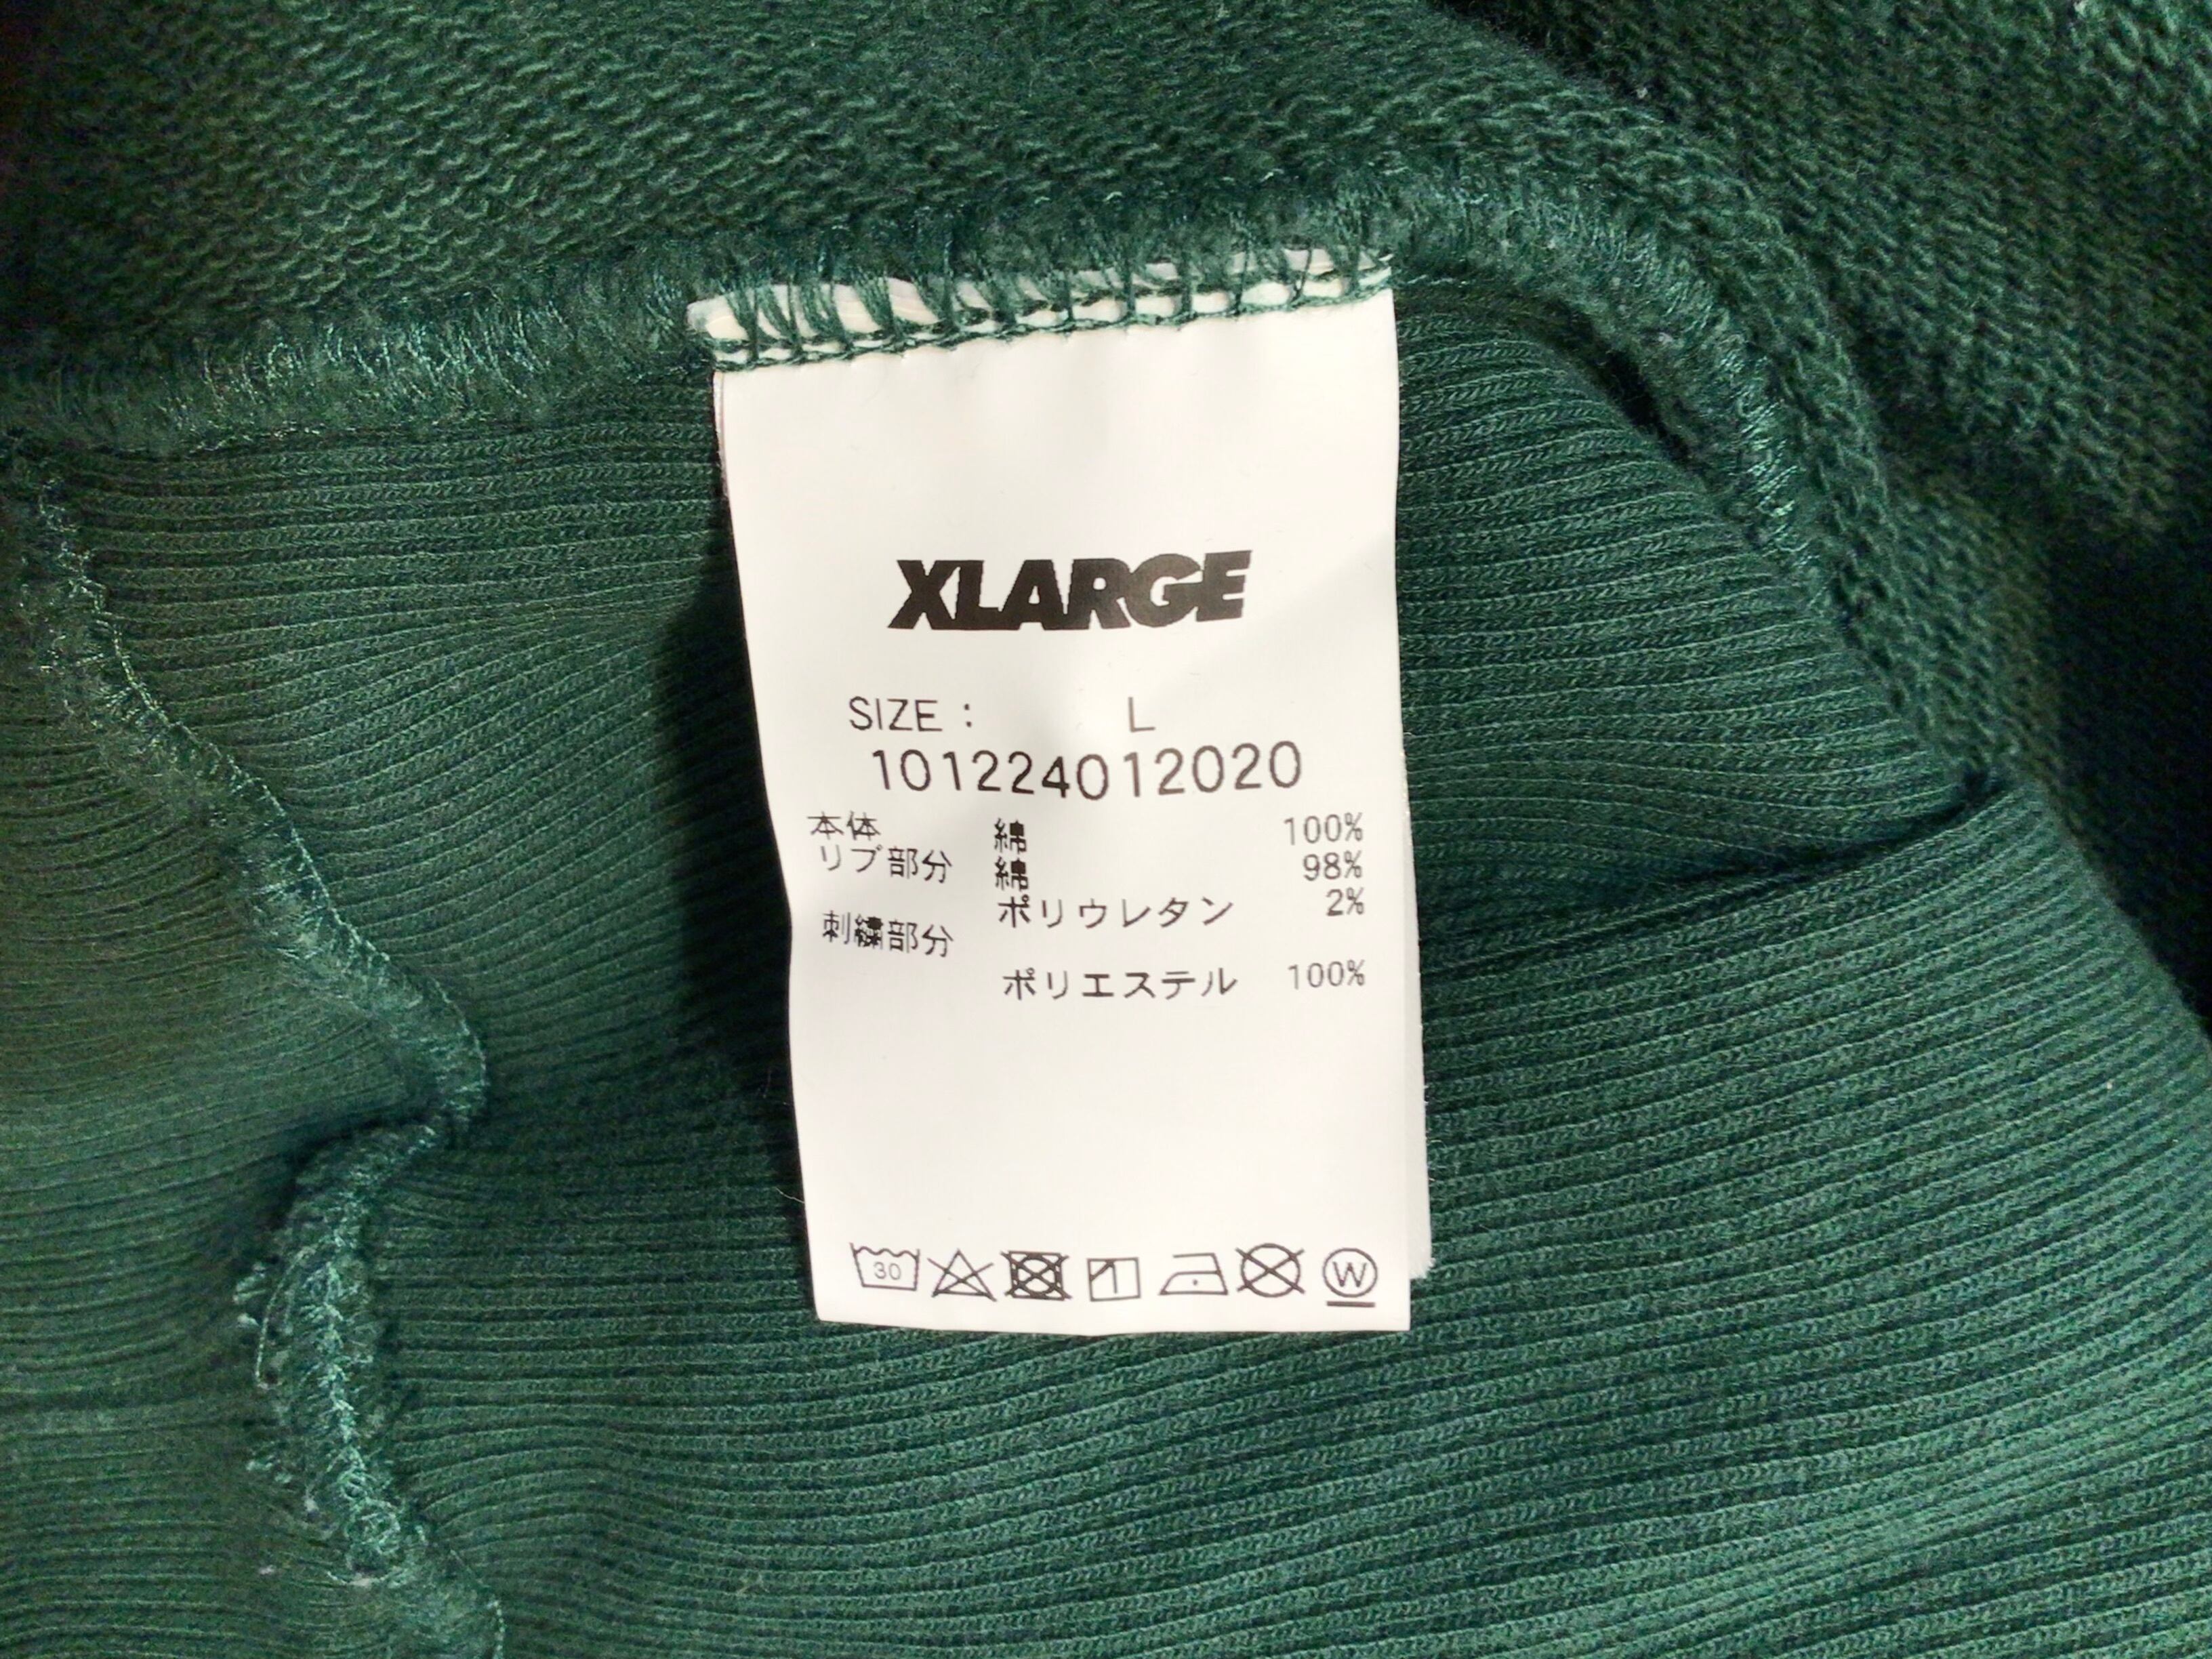 XLARGE
SIZE : L
101224012020
本体 綿 100%
リブ部分 綿 98%
ポリウレタン 2%
刺繍部分
ポリエステル 100%
30
W